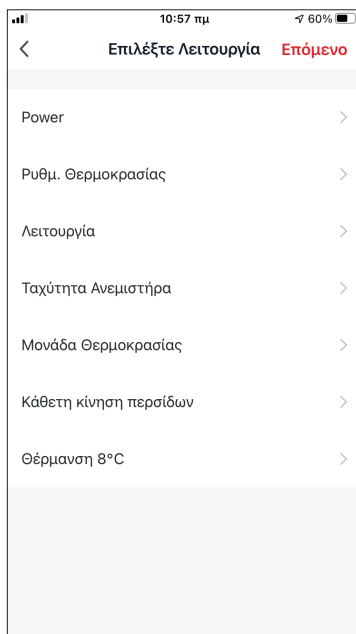 10:57 πμ 60%
Επιλέξτε Λειτουργία Επόμενο
Power
Ρυθμ. Θερμοκρασίας
Λειτουργία
Ταχύτητα Ανεμιστήρα
Μονάδα Θερμοκρασίας
Κάθετη κίνηση περσίδων
Θέρμανση 8°C